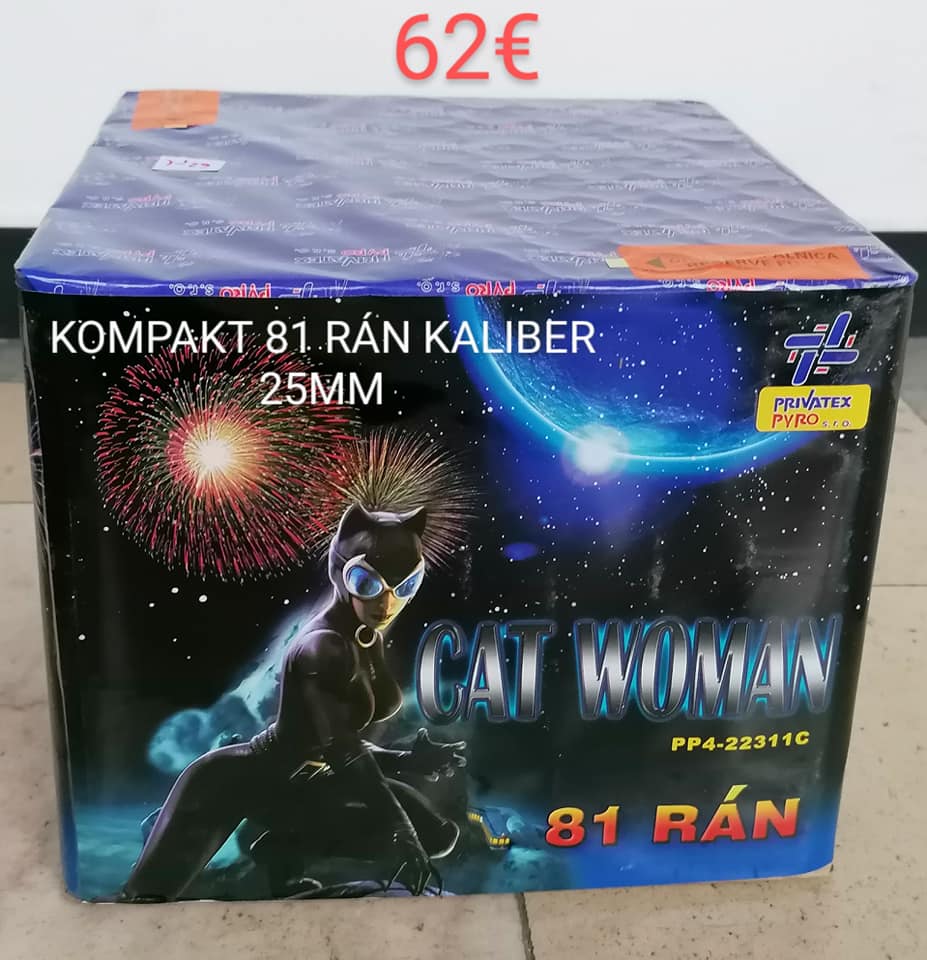 62€
KOMPAKT 81 RÁN KALIBER
25MM
PRIVATEX
PYRO s.r.o.
CAT WOMAN
PP4-22311C
81 RÁN